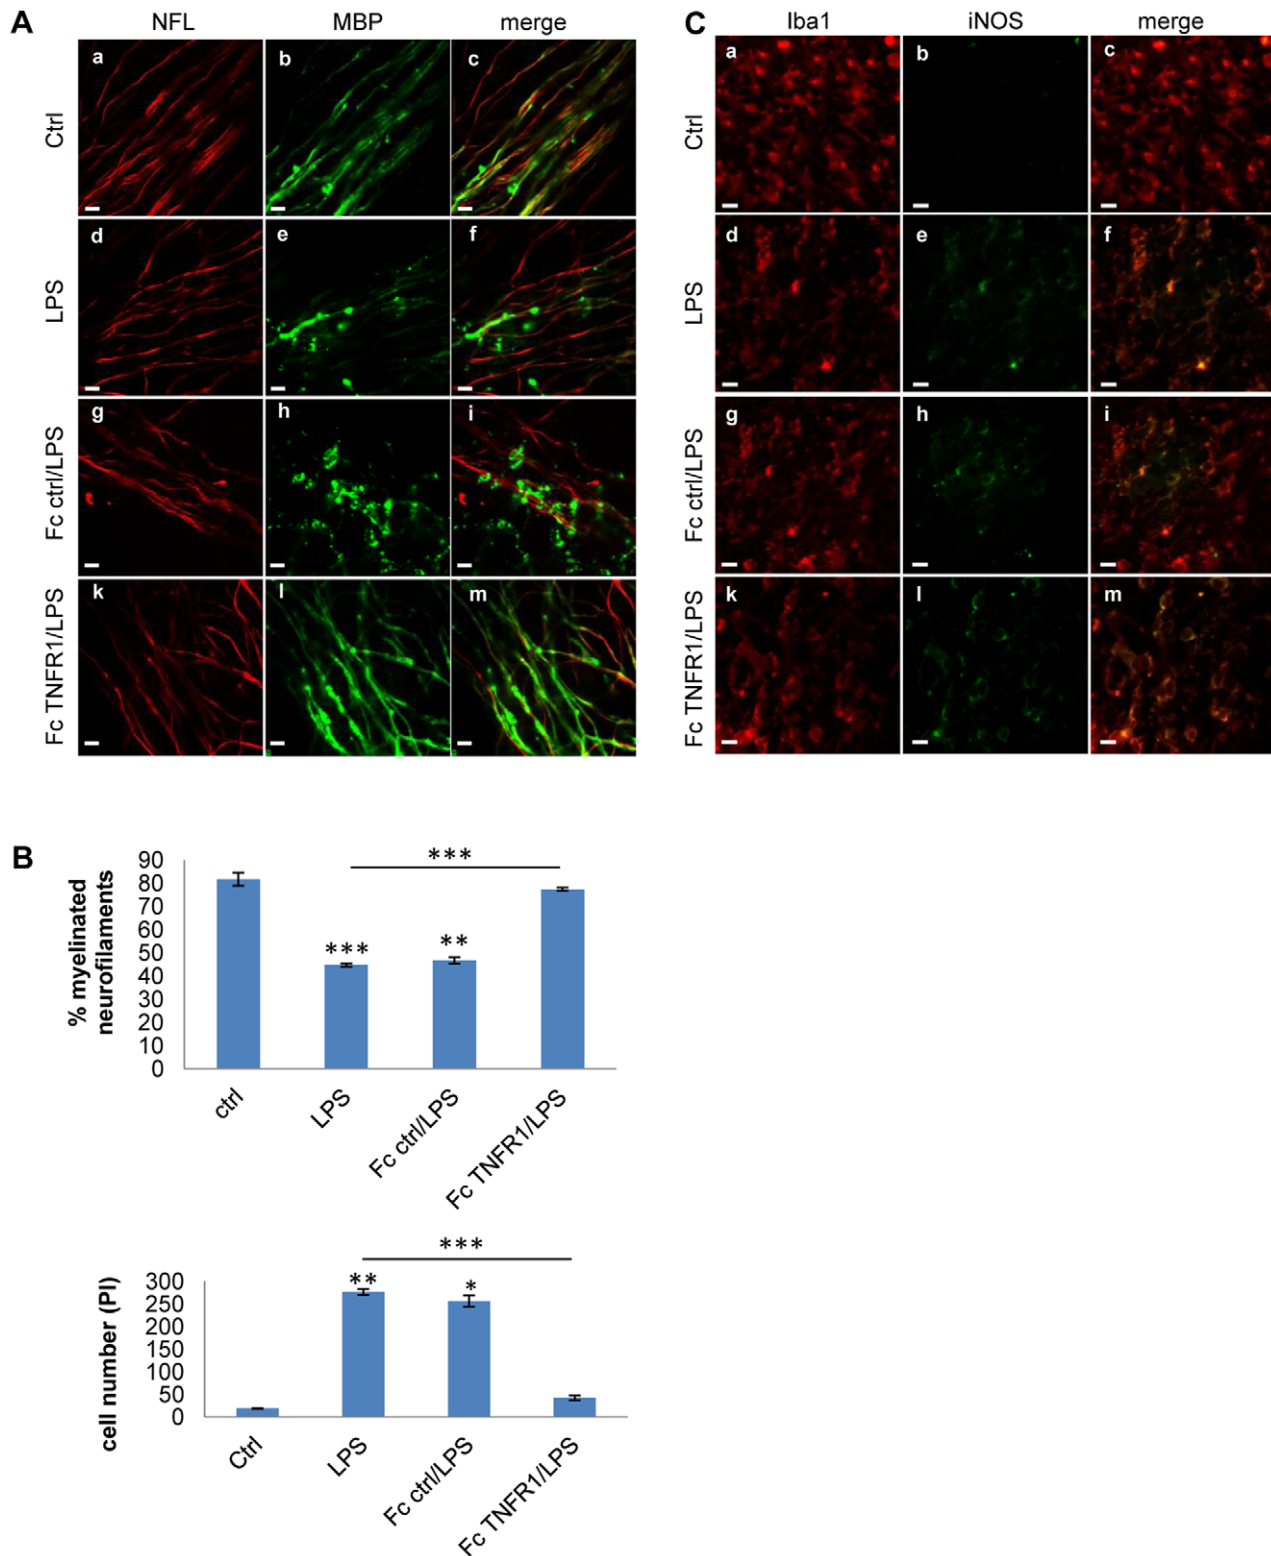 A
NFL MBP merge
Ctrl
a b c
LPS
d e f
Fc ctrl/LPS
g h i
Fc TNFR1/LPS
k l m
C
Iba1 iNOS merge
Ctrl
a b c
LPS
d e f
Fc ctrl/LPS
g h i
Fc TNFR1/LPS
k l m
B
% myelinated
neurofilaments
90
80
70
60
50
40
30
20
10
0
***
*** **
ctrl LPS Fc ctrl/LPS Fc TNFR1/LPS
cell number (PI)
300
250
200
150
100
50
0
***
** *
Ctrl LPS Fc ctrl/LPS Fc TNFR1/LPS